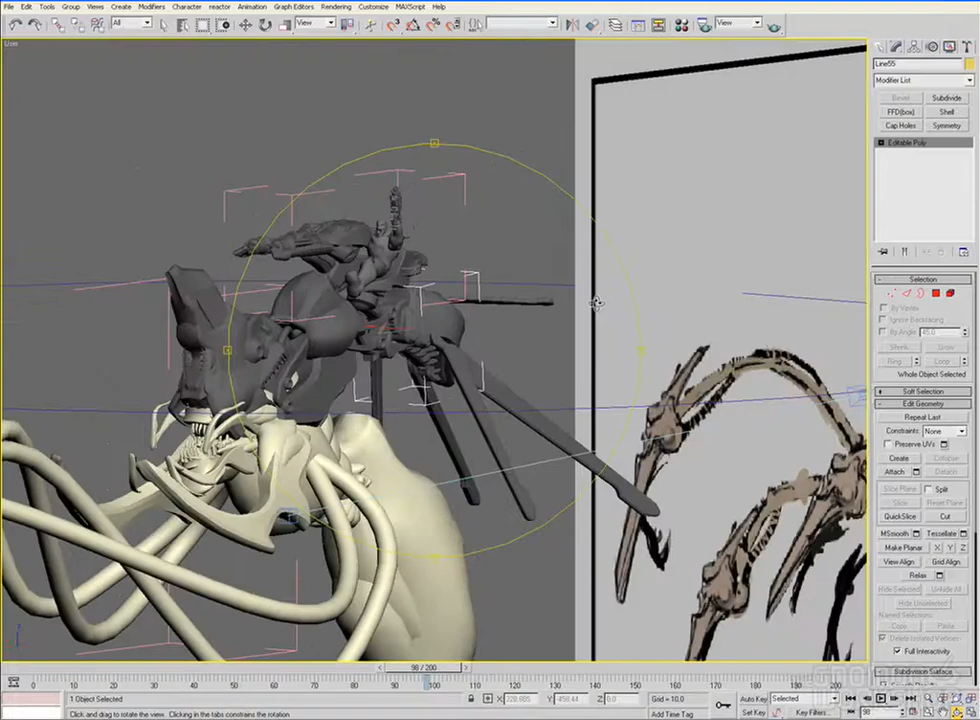 File Edit Tools Group Views Create Modifiers Character reactor Animation Graph Editors Rendering Customize MAXScript Help
All View View
User
Line55
Modifier List
Bevel Subdivide
FFD(box) Shell
Cap Holes Symmetry
Editable Poly
Selection
By Vertex
Ignore Backfacing
By Angle 45.0
Shrink Grow
Ring Loop
Whole Object Selected
Soft Selection
Edit Geometry
Repeat Last
Constraints: None
Preserve UVs
Create Collapse
Attach Detach
Slice Plane Split
QuickSlice Cut
MSmooth Tessellate
Make Planar X Y Z
View Align Grid Align
Relax
Hide Selected Unhide All
Hide Unselected
Named Selections:
Copy Paste
Delete Isolated Vertices
Full Interactivity
Subdivision Surface
98 / 200
10 20 30 40 50 60 70 80 90 100 110 120 130 140 150 160 170 180 190 200
1 Object Selected X: Y: Z: 0.0 Grid = 10.0 Auto Key Selected
Click and drag to rotate the view. Clicking in the tabs constrains the rotation Add Time Tag Set Key Key Filters... 98